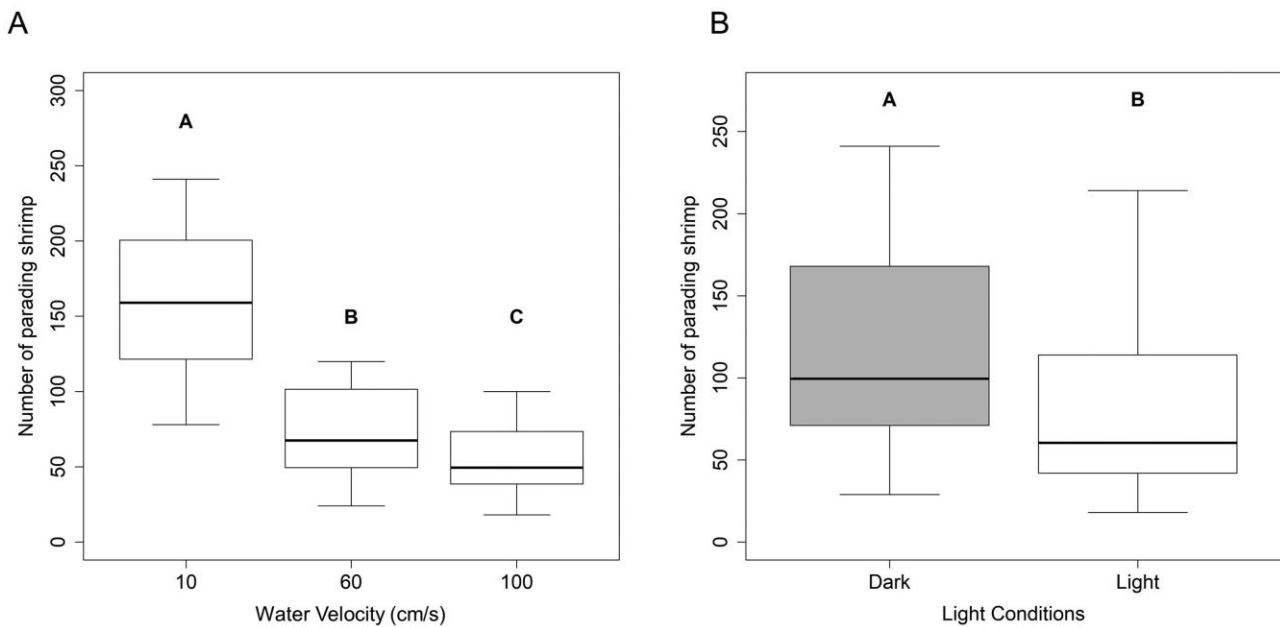 A
Number of parading shrimp
300
250
200
150
100
50
0
A
B
C
10
60
100
Water Velocity (cm/s)
B
Number of parading shrimp
250
200
150
100
50
0
A
B
Dark
Light
Light Conditions